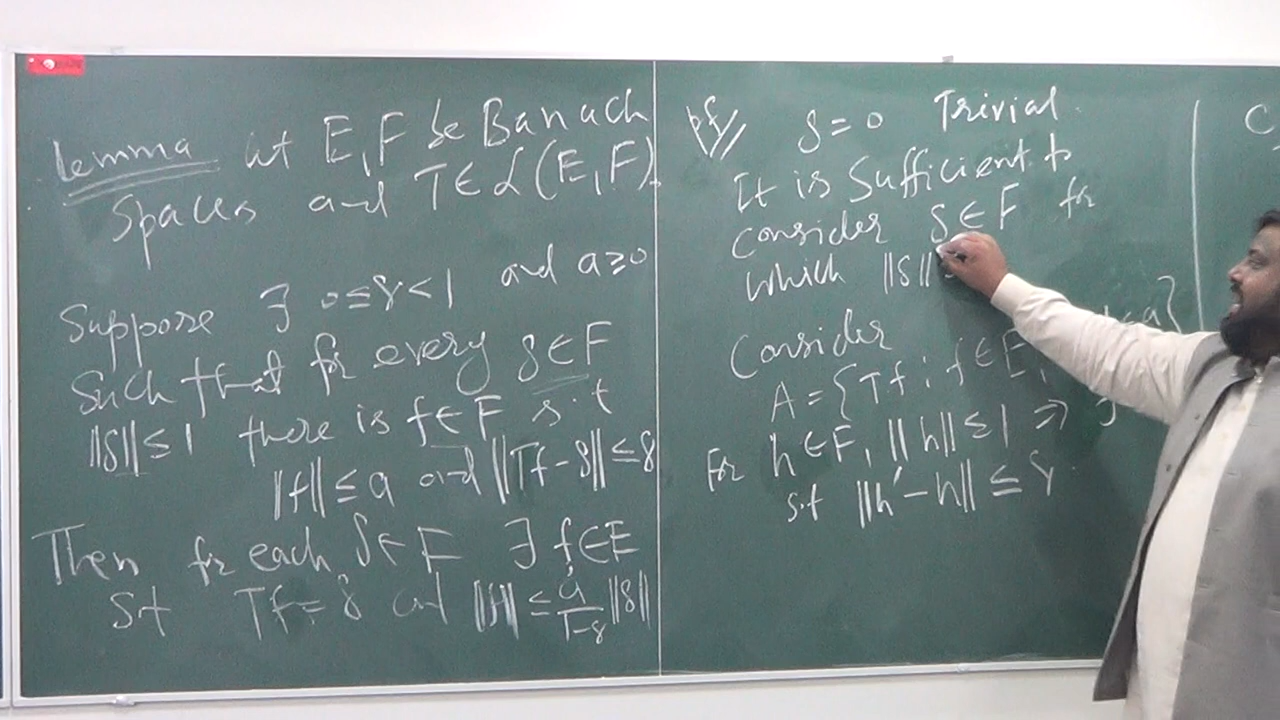 Lemma Let E, F be Banach
Spaces and T ∈ L(E, F).
Suppose ∃ 0 ≤ γ < 1 and a ≥ 0
Such that for every g ∈ F
||g|| ≤ 1 there is f ∈ F s.t
||f|| ≤ a and ||Tf - g|| ≤ γ
Then for each g ∈ F ∃ f ∈ E
S.t Tf = g and ||f|| ≤ a/(1-γ) ||g||
pf// g = 0 Trivial.
It is Sufficient to
Consider g ∈ F for
which ||g||
Consider
A = {Tf : f ∈ E, ≤ a}
For h ∈ F, ||h|| ≤ 1 ⇒ ∃
s.t ||h' - h|| ≤ γ.
C